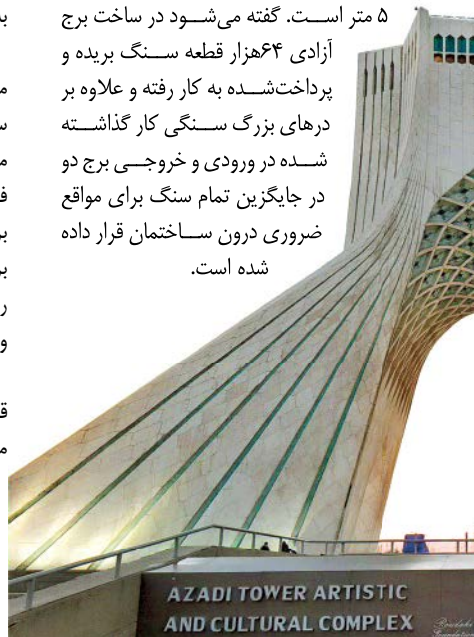 ۵ متر است. گفته می‌شود در ساخت برج
آزادی ۶۴هزار قطعه سنگ بریده و
پرداخت‌شده به کار رفته و علاوه بر
درهای بزرگ سنگی کار گذاشته
شده در ورودی و خروجی برج دو
در جایگزین تمام سنگ برای مواقع
ضروری درون ساختمان قرار داده
شده است.
AZADI TOWER ARTISTIC
AND CULTURAL COMPLEX